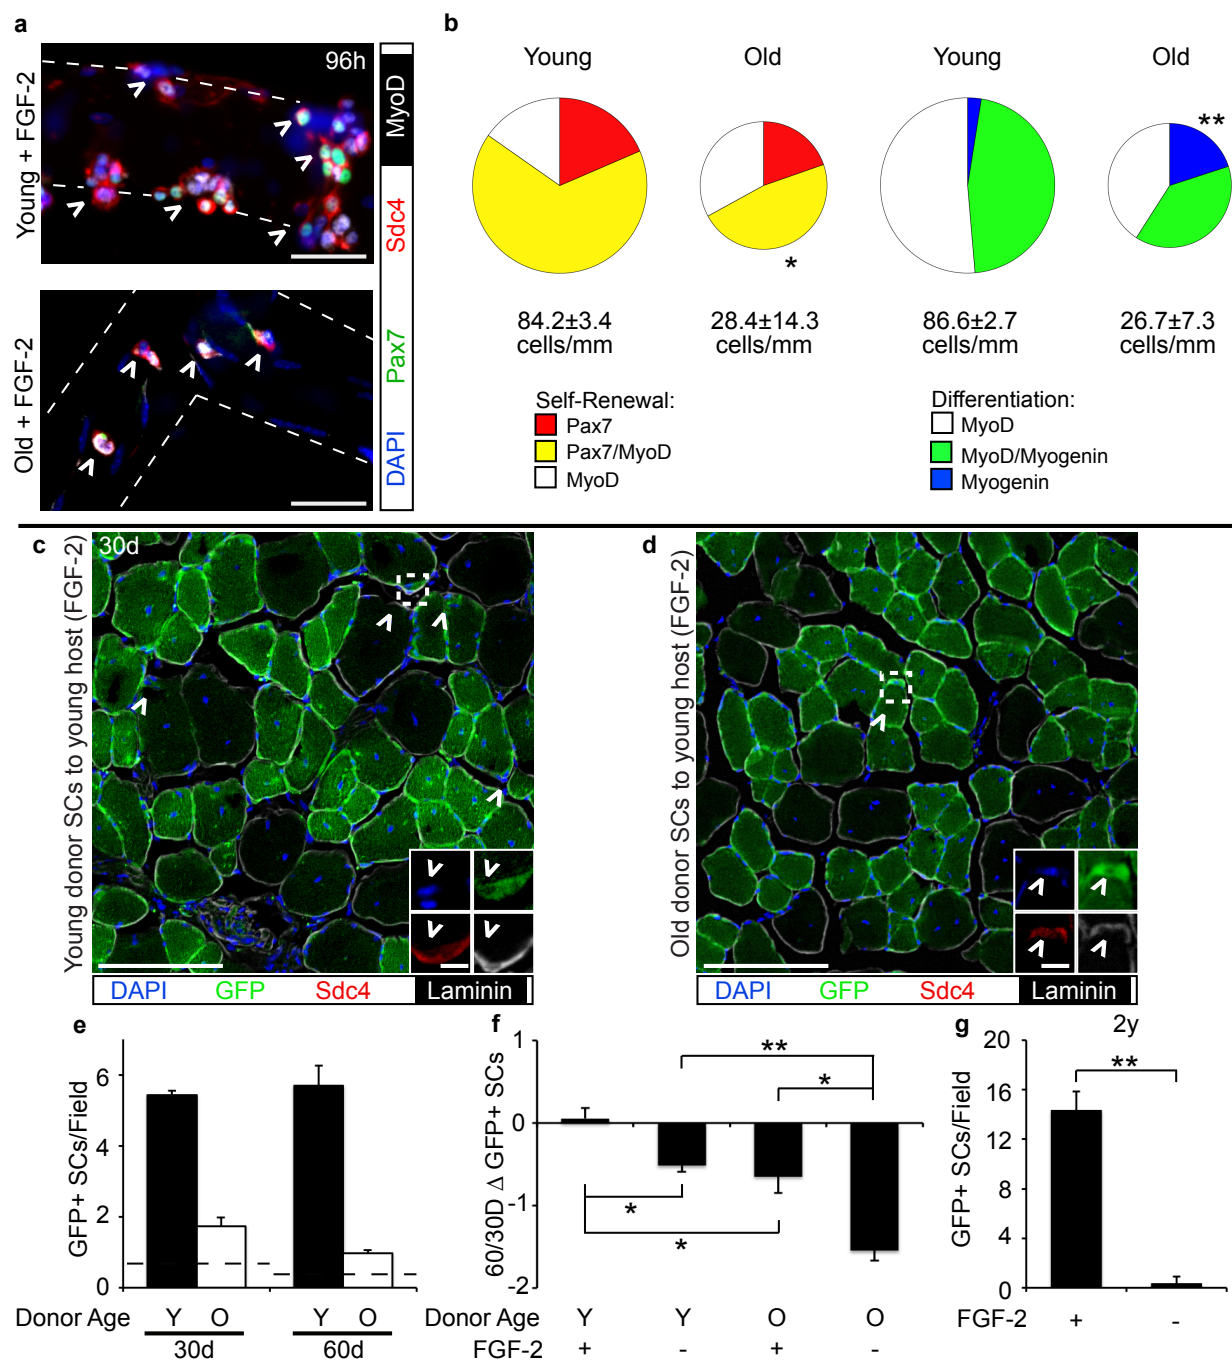 a
96h
Young + FGF-2
Old + FGF-2
MyoD
Sdc4
Pax7
DAPI
b
Young
Old
Young
Old
**
*
84.2±3.4
cells/mm
28.4±14.3
cells/mm
86.6±2.7
cells/mm
26.7±7.3
cells/mm
Self-Renewal:
Pax7
Pax7/MyoD
MyoD
Differentiation:
MyoD
MyoD/Myogenin
Myogenin
c
30d
Young donor SCs to young host (FGF-2)
DAPI GFP Sdc4 Laminin
d
Old donor SCs to young host (FGF-2)
DAPI GFP Sdc4 Laminin
e
GFP+ SCs/Field
6
4
2
0
Donor Age Y O Y O
30d 60d
f
60/30D Δ GFP+ SCs
1
0
-1
-2
**
*
*
*
Donor Age Y Y O O
FGF-2 + - + -
g
2y
GFP+ SCs/Field
20
16
12
8
4
0
**
FGF-2 + -